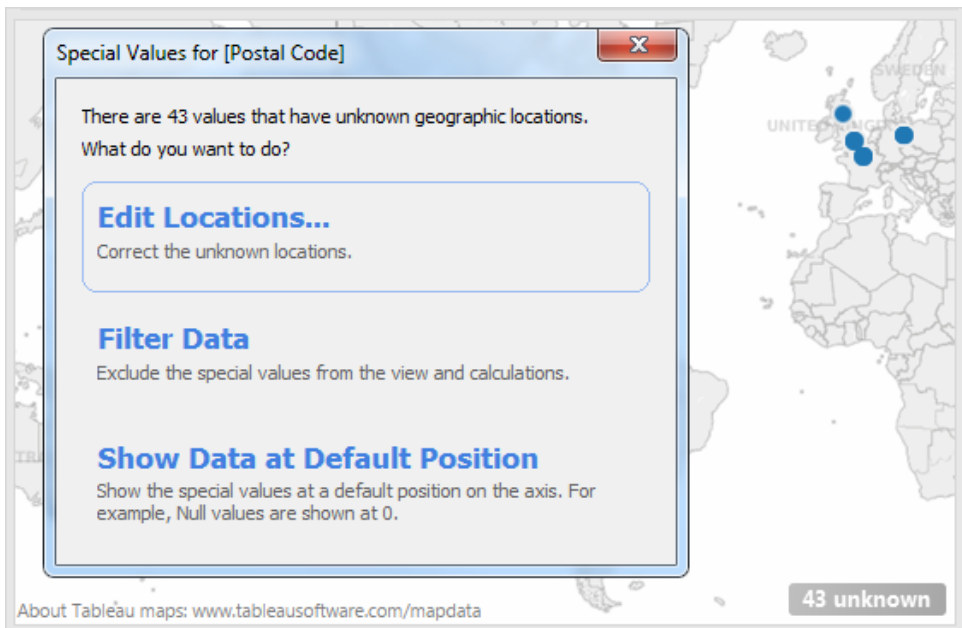 Special Values for [Postal Code]
There are 43 values that have unknown geographic locations.
What do you want to do?
Edit Locations...
Correct the unknown locations.
Filter Data
Exclude the special values from the view and calculations.
Show Data at Default Position
Show the special values at a default position on the axis. For
example, Null values are shown at 0.
SWEDEN
About Tableau maps: www.tableausoftware.com/mapdata
43 unknown